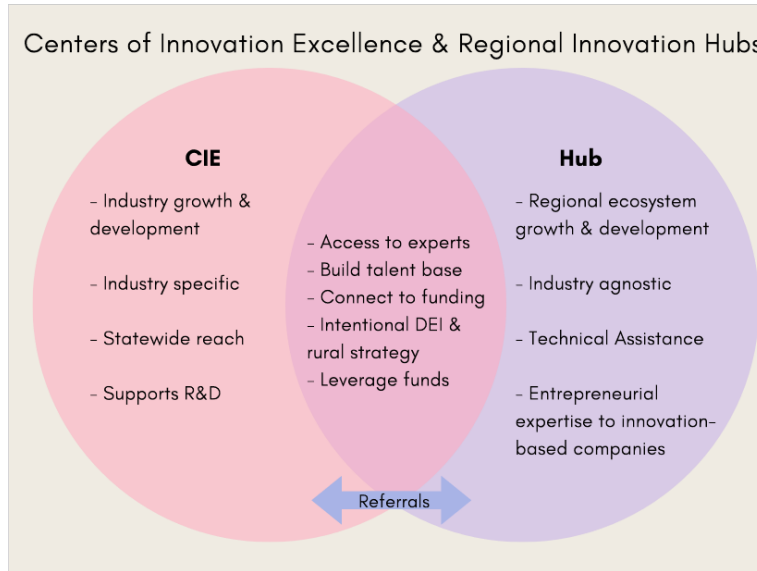 Centers of Innovation Excellence & Regional Innovation Hubs
CIE
- Industry growth &
development
- Industry specific
- Statewide reach
- Supports R&D
- Access to experts
- Build talent base
- Connect to funding
- Intentional DEI &
rural strategy
- Leverage funds
Hub
- Regional ecosystem
growth & development
- Industry agnostic
- Technical Assistance
- Entrepreneurial
expertise to innovation-
based companies
Referrals